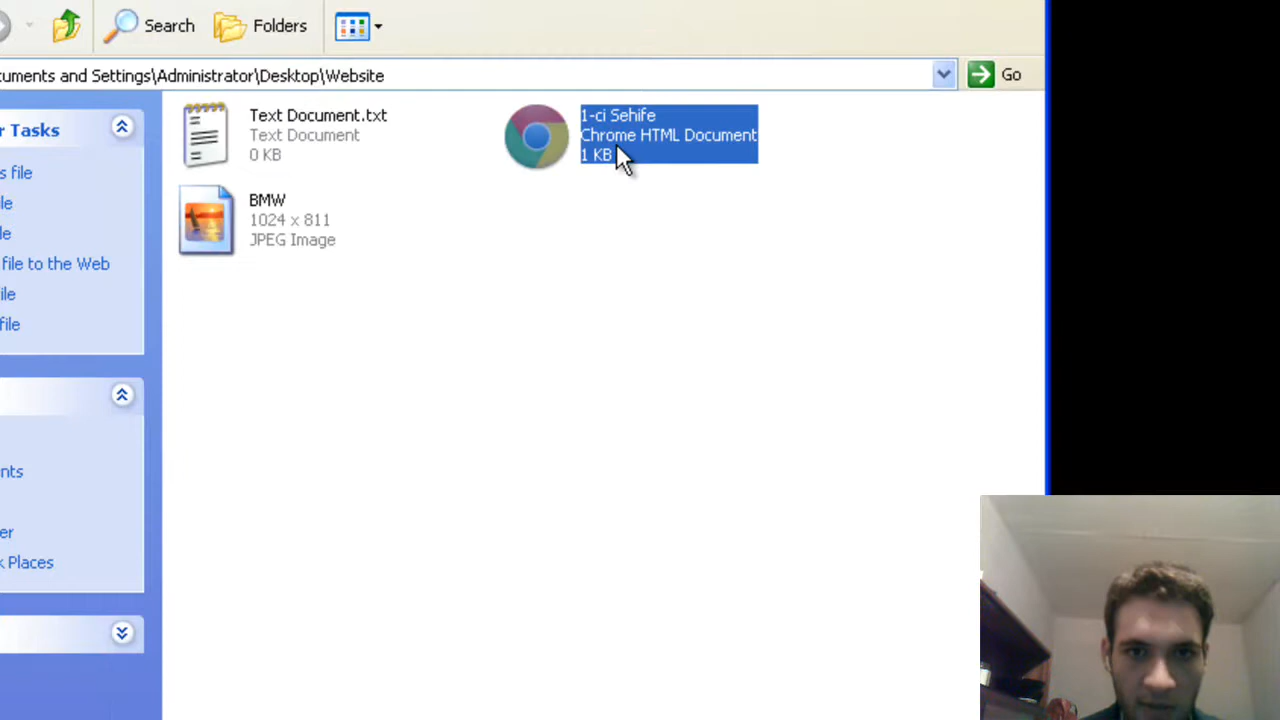 Search Folders
cuments and Settings\Administrator\Desktop\Website
Go
r Tasks
s file
le
le
file to the Web
ile
file
nts
er
k Places
Text Document.txt
Text Document
0 KB
1-ci Sehife
Chrome HTML Document
1 KB
BMW
1024 x 811
JPEG Image